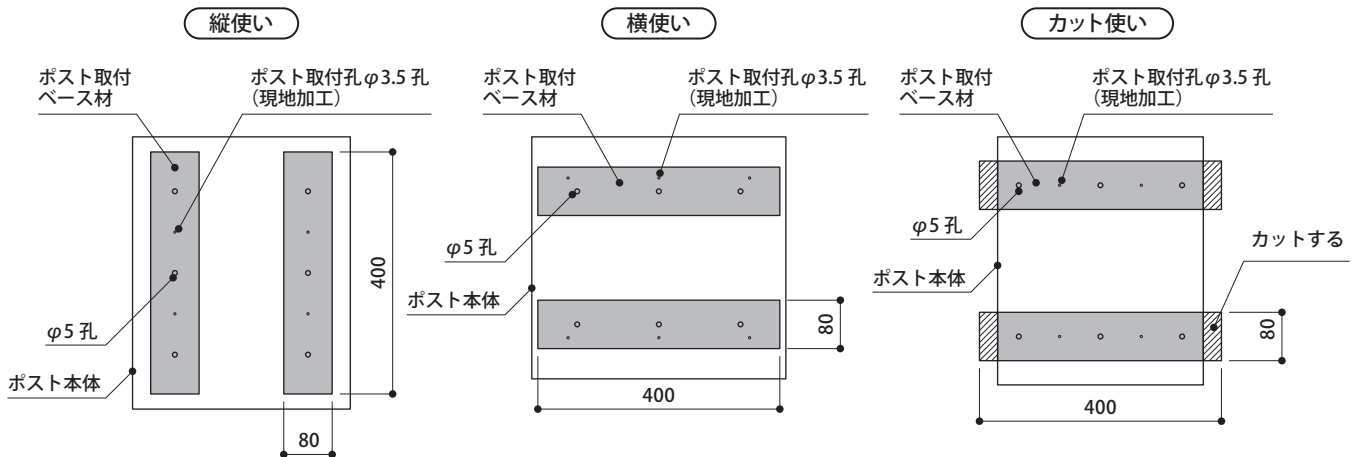 縦使い
ポスト取付
ベース材
ポスト取付孔φ3.5 孔
（現地加工）
400
φ5 孔
ポスト本体
80
横使い
ポスト取付
ベース材
ポスト取付孔φ3.5 孔
（現地加工）
φ5 孔
ポスト本体
80
400
カット使い
ポスト取付
ベース材
ポスト取付孔φ3.5 孔
（現地加工）
φ5 孔
カットする
ポスト本体
80
400